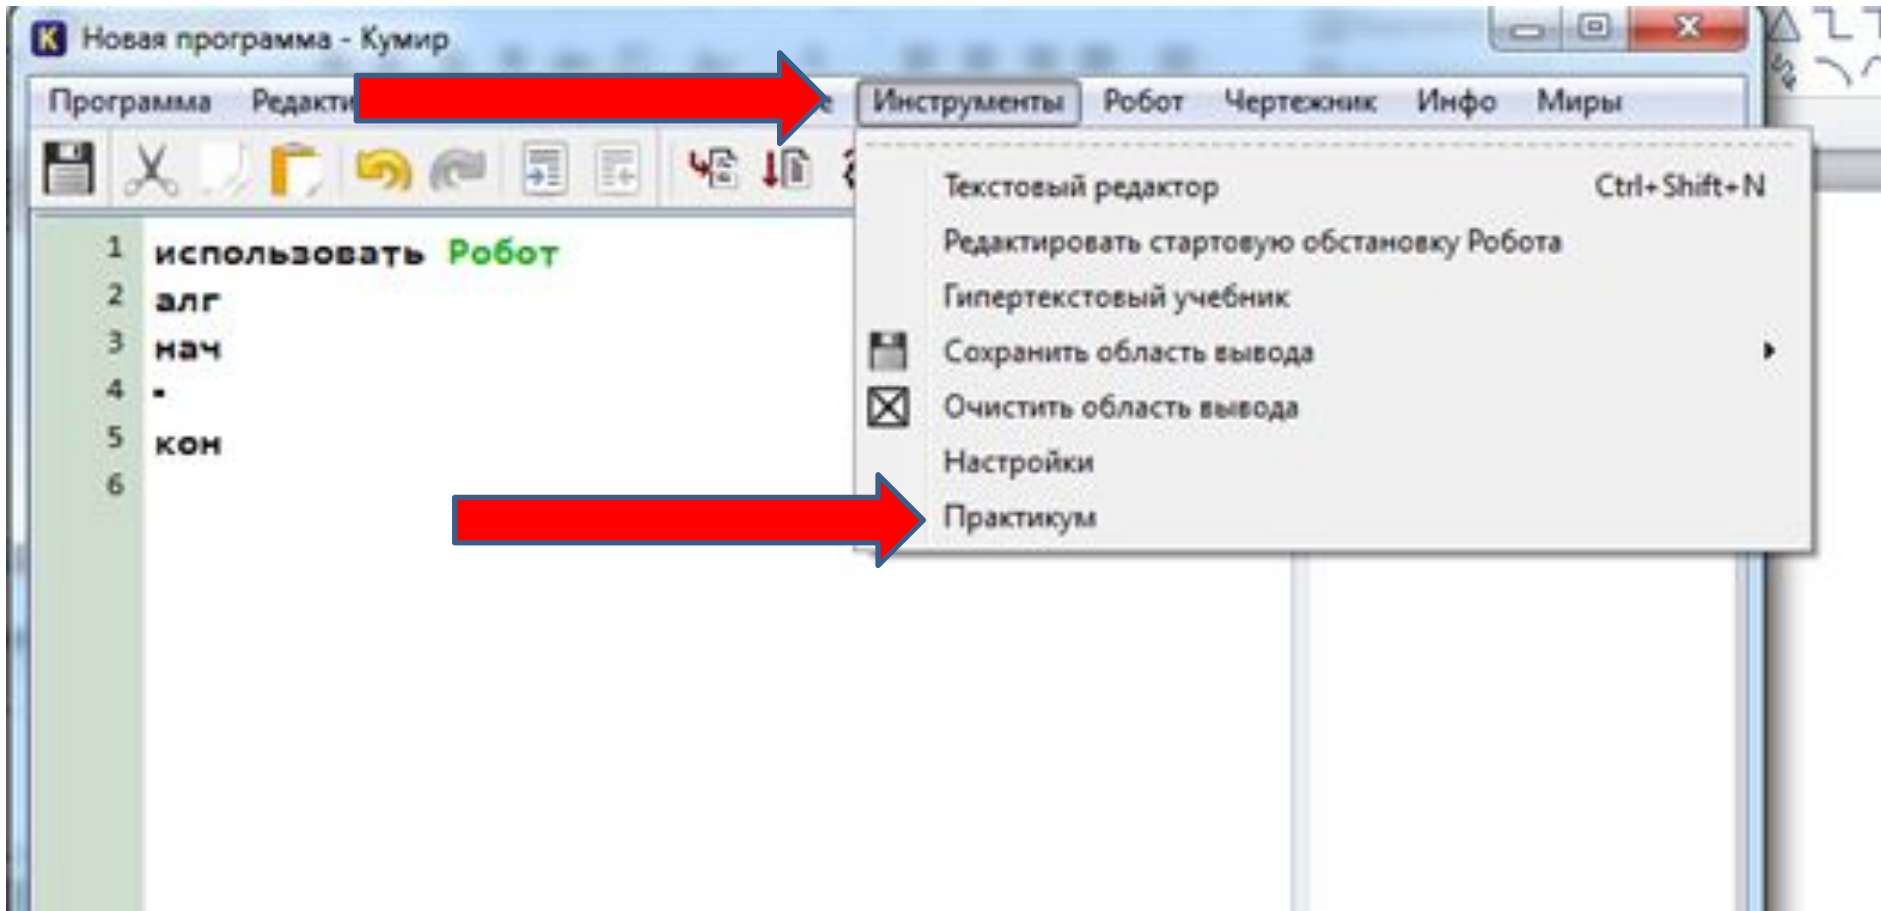 Новая программа - Кумир
Программа Инструменты Робот Чертежник Инфо Миры
Текстовый редактор Ctrl+Shift+N
Редактировать стартовую обстановку Робота
Гипертекстовый учебник
Сохранить область вывода
Очистить область вывода
Настройки
Практикум
1 использовать Робот
2 алг
3 нач
4 -
5 кон
6